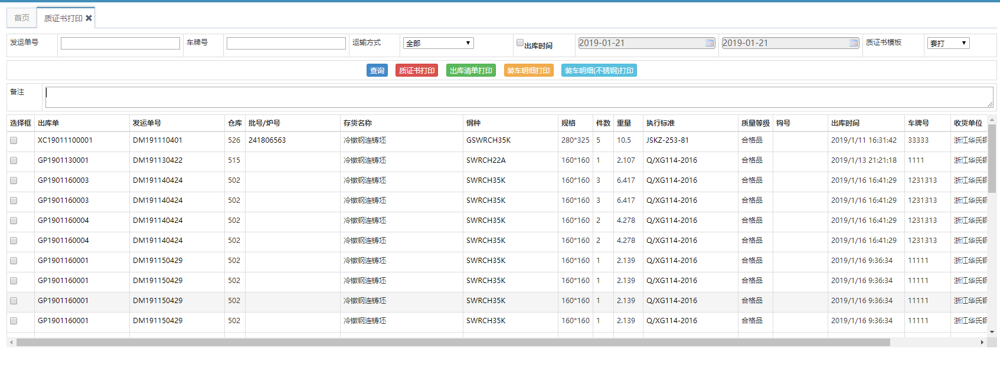 首页 质证书打印 ✖
发运单号 车牌号 运输方式 全部 出库时间 2019-01-21 2019-01-21 质证书模板 套打
查询 质证书打印 出库清单打印 装车明细打印 装车明细(不锈钢)打印
备注
选择框 出库单 发运单号 仓库 批号/炉号 存货名称 钢种 规格 件数 重量 执行标准 质量等级 钩号 出库时间 车牌号 收货单位
XC19011100001 DM191110401 526 241806563 冷镦钢连铸坯 GSWRCH35K 280*325 5 10.5 JSKZ-253-81 合格品 2019/1/11 16:31:42 33333 浙江华氏钢
GP1901130001 DM191130422 515 冷镦钢连铸坯 SWRCH22A 160*160 1 2.107 Q/XG114-2016 合格品 2019/1/13 21:21:18 1111 浙江华氏钢
GP1901160003 DM191140424 502 冷镦钢连铸坯 SWRCH35K 160*160 3 6.417 Q/XG114-2016 合格品 2019/1/16 16:41:29 1231313 浙江华氏钢
GP1901160003 DM191140424 502 冷镦钢连铸坯 SWRCH35K 160*160 3 6.417 Q/XG114-2016 合格品 2019/1/16 16:41:29 1231313 浙江华氏钢
GP1901160004 DM191140424 502 冷镦钢连铸坯 SWRCH35K 160*160 2 4.278 Q/XG114-2016 合格品 2019/1/16 16:41:29 1231313 浙江华氏钢
GP1901160004 DM191140424 502 冷镦钢连铸坯 SWRCH35K 160*160 2 4.278 Q/XG114-2016 合格品 2019/1/16 16:41:29 1231313 浙江华氏钢
GP1901160001 DM191150429 502 冷镦钢连铸坯 SWRCH35K 160*160 1 2.139 Q/XG114-2016 合格品 2019/1/16 9:36:34 11111 浙江华氏钢
GP1901160001 DM191150429 502 冷镦钢连铸坯 SWRCH35K 160*160 1 2.139 Q/XG114-2016 合格品 2019/1/16 9:36:34 11111 浙江华氏钢
GP1901160001 DM191150429 502 冷镦钢连铸坯 SWRCH35K 160*160 1 2.139 Q/XG114-2016 合格品 2019/1/16 9:36:34 11111 浙江华氏钢
GP1901160001 DM191150429 502 冷镦钢连铸坯 SWRCH35K 160*160 1 2.139 Q/XG114-2016 合格品 2019/1/16 9:36:34 11111 浙江华氏钢